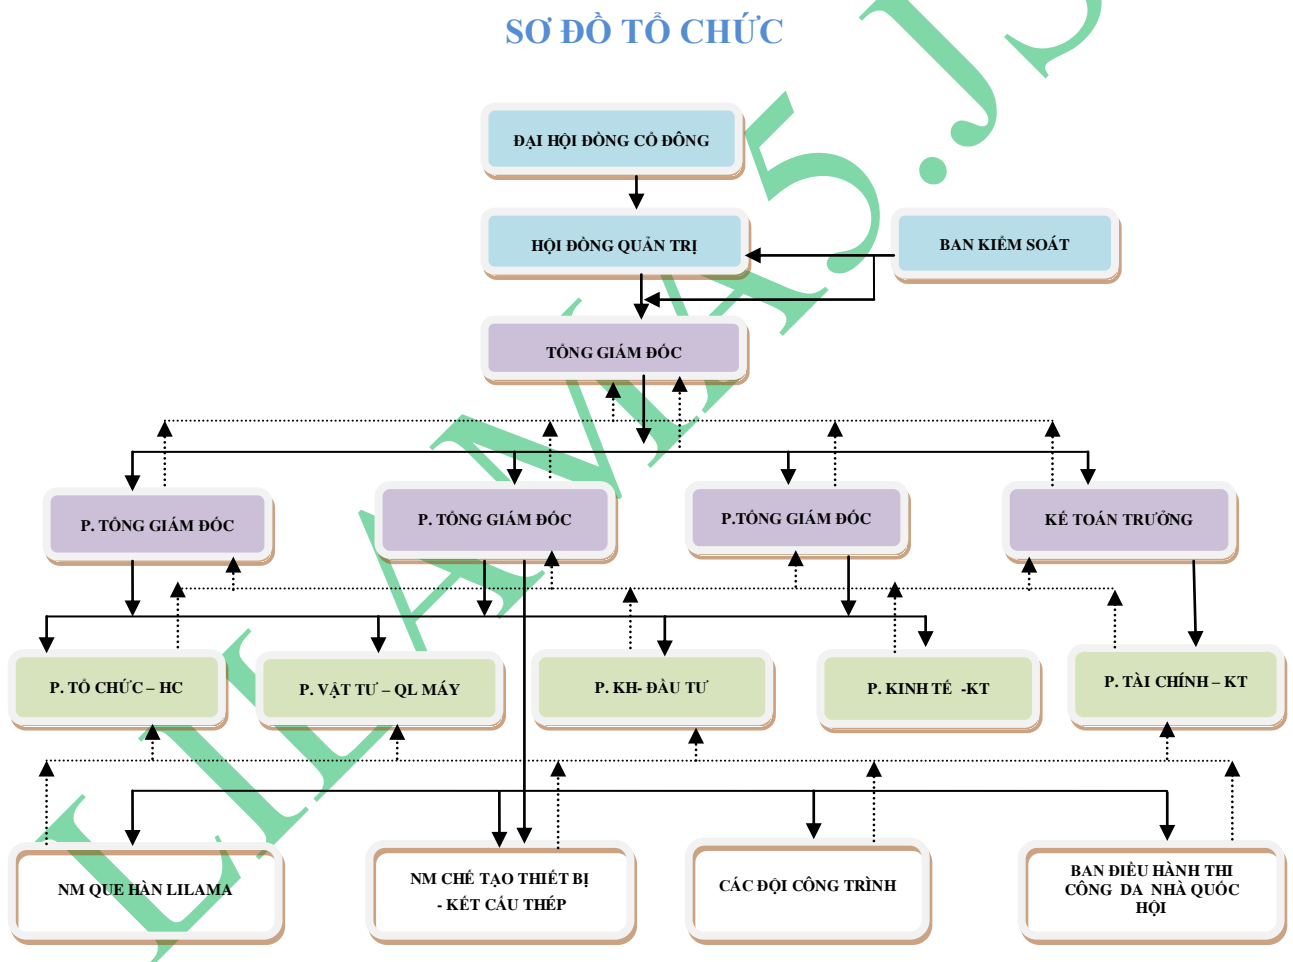 SƠ ĐỒ TỔ CHỨC
ĐẠI HỘI ĐỒNG CỔ ĐÔNG
HỘI ĐỒNG QUẢN TRỊ
BAN KIỂM SOÁT
TỔNG GIÁM ĐỐC
P. TỔNG GIÁM ĐỐC
P. TỔNG GIÁM ĐỐC
P.TỔNG GIÁM ĐỐC
KẾ TOÁN TRƯỞNG
P. TỔ CHỨC – HC
P. VẬT TƯ – QL MÁY
P. KH- ĐẦU TƯ
P. KINH TẾ -KT
P. TÀI CHÍNH – KT
NM QUE HÀN LILAMA
NM CHẾ TẠO THIẾT BỊ
- KẾT CẤU THÉP
CÁC ĐỘI CÔNG TRÌNH
BAN ĐIỀU HÀNH THI
CÔNG DA NHÀ QUỐC
HỘI
LILAMA5.J